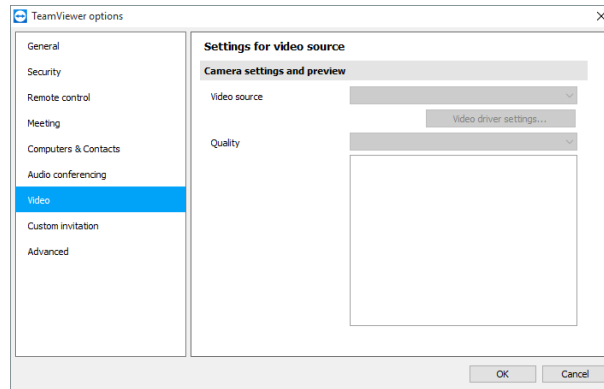 TeamViewer options
General
Security
Remote control
Meeting
Computers & Contacts
Audio conferencing
Video
Custom invitation
Advanced
Settings for video source
Camera settings and preview
Video source
Video driver settings...
Quality
OK
Cancel